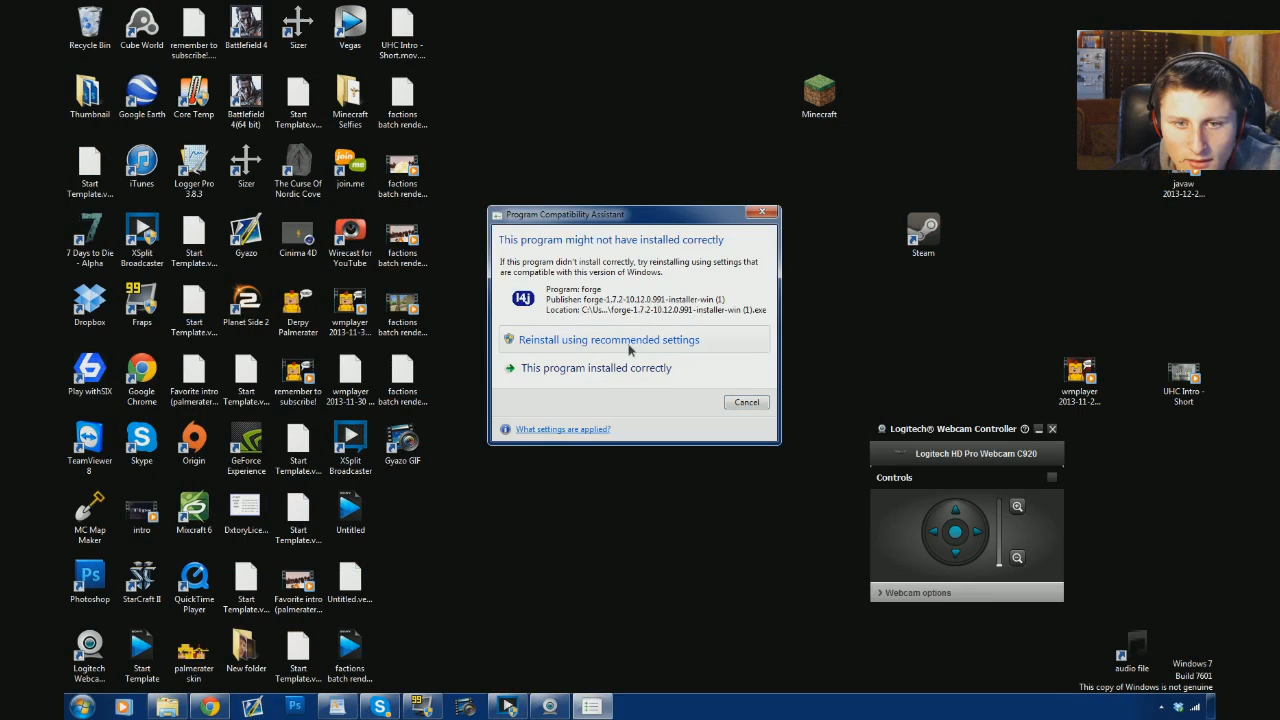 Recycle Bin
Cube World
remember to
subscribe!....
Battlefield 4
Sizer
Vegas
UHC Intro -
Short.mov....
Minecraft
Thumbnail
Google Earth
Core Temp
Battlefield
4(64 bit)
Start
Template.v...
Minecraft
Selfies
factions
batch rende...
Start
Template.v...
iTunes
Logger Pro
3.8.3
Sizer
The Curse Of
Nordic Cove
join.me
factions
batch rende...
javaw
2013-12-2...
7 Days to Die
- Alpha
XSplit
Broadcaster
Start
Template.v...
Gyazo
Cinima 4D
Wirecast for
YouTube
factions
batch rende...
Steam
99
Dropbox
Fraps
Start
Template.v...
Planet Side 2
Derpy
Palmerater
wmplayer
2013-11-3...
factions
batch rende...
Play withSIX
Google
Chrome
Favorite intro
(palmerater...
Start
Template.v...
remember to
subscribe!
wmplayer
2013-11-30 ...
factions
batch rende...
wmplayer
2013-11-2...
UHC Intro -
Short
TeamViewer
8
Skype
Origin
GeForce
Experience
Start
Template.v...
XSplit
Broadcaster
Gyazo GIF
MC Map
Maker
intro
Mixcraft 6
DxtoryLice...
Start
Template.v...
Untitled
Ps
Photoshop
StarCraft II
QuickTime
Player
Start
Template.v...
Favorite intro
(palmerater...
Untitled.ve...
Logitech
Webca...
Start
Template
palmerater
skin
New folder
Start
Template.v...
factions
batch rend...
audio file
Program Compatibility Assistant
This program might not have installed correctly
If this program didn't install correctly, try reinstalling using settings that
are compatible with this version of Windows.
I4j
Program: forge
Publisher: forge-1.7.2-10.12.0.991-installer-win (1)
Location: C:\Us...\forge-1.7.2-10.12.0.991-installer-win (1).exe
Reinstall using recommended settings
This program installed correctly
Cancel
What settings are applied?
Logitech® Webcam Controller
Logitech HD Pro Webcam C920
Controls
Webcam options
Windows 7
Build 7601
This copy of Windows is not genuine
Ps
99